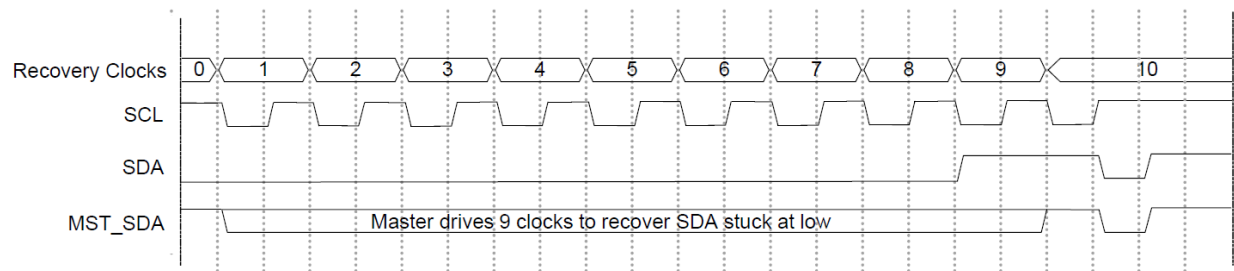 Recovery Clocks 0 1 2 3 4 5 6 7 8 9 10
SCL
SDA
MST_SDA Master drives 9 clocks to recover SDA stuck at low